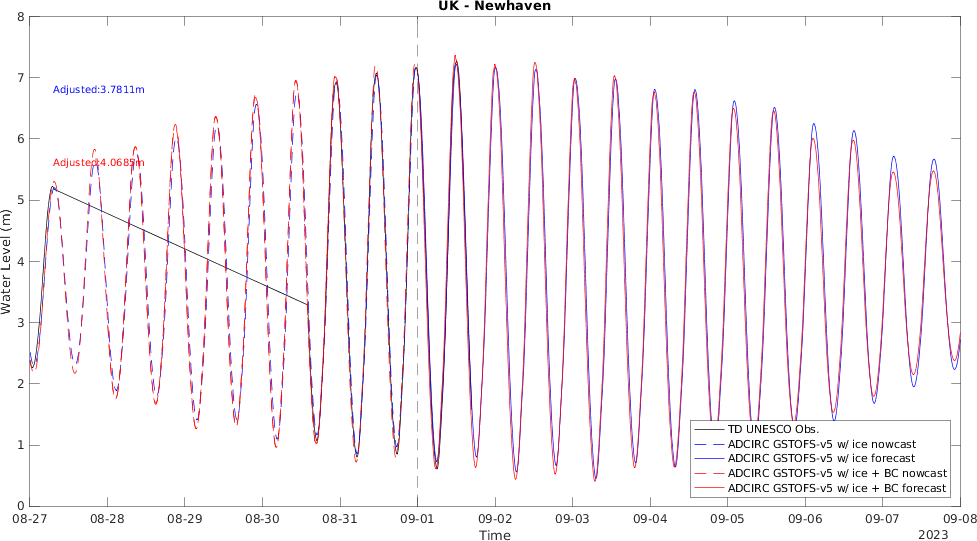 UK - Newhaven
8
7
6
5
4
3
2
1
0
Water Level (m)
Adjusted:3.7811m
Adjusted:4.0685m
TD UNESCO Obs.
ADCIRC GSTOFS-v5 w/ ice nowcast
ADCIRC GSTOFS-v5 w/ ice forecast
ADCIRC GSTOFS-v5 w/ ice + BC nowcast
ADCIRC GSTOFS-v5 w/ ice + BC forecast
08-27 08-28 08-29 08-30 08-31 09-01 09-02 09-03 09-04 09-05 09-06 09-07 09-08
Time
2023